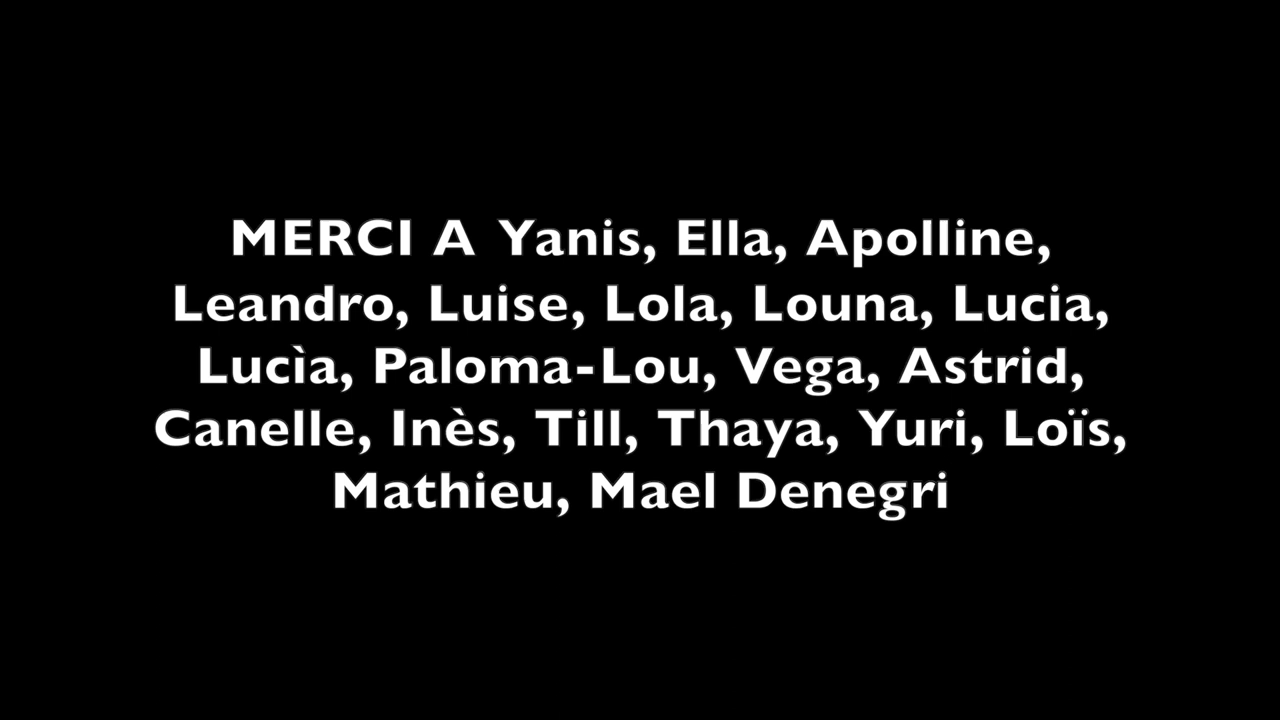 MERCI A Yanis, Ella, Apolline,
Leandro, Luise, Lola, Louna, Lucia,
Lucìa, Paloma-Lou, Vega, Astrid,
Canelle, Inès, Till, Thaya, Yuri, Loïs,
Mathieu, Mael Denegri